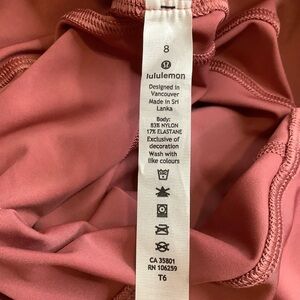 8
lululemon
Designed in
Vancouver
Made in Sri
Lanka
Body:
83% NYLON
17% ELASTANE
Exclusive of
decoration
Wash with
like colours
CA 35801
RN 106259
T6